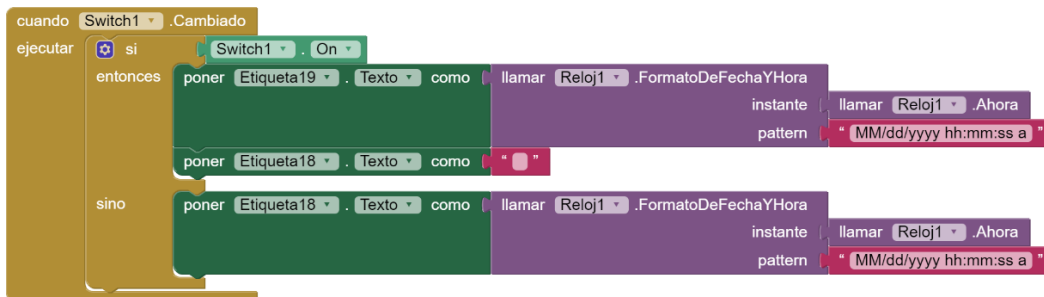 cuando Switch1 .Cambiado
ejecutar si Switch1 . On
entonces poner Etiqueta19 . Texto como llamar Reloj1 .FormatoDeFechaYHora
instante llamar Reloj1 .Ahora
pattern “ MM/dd/yyyy hh:mm:ss a ”
poner Etiqueta18 . Texto como “ ”
sino poner Etiqueta18 . Texto como llamar Reloj1 .FormatoDeFechaYHora
instante llamar Reloj1 .Ahora
pattern “ MM/dd/yyyy hh:mm:ss a ”